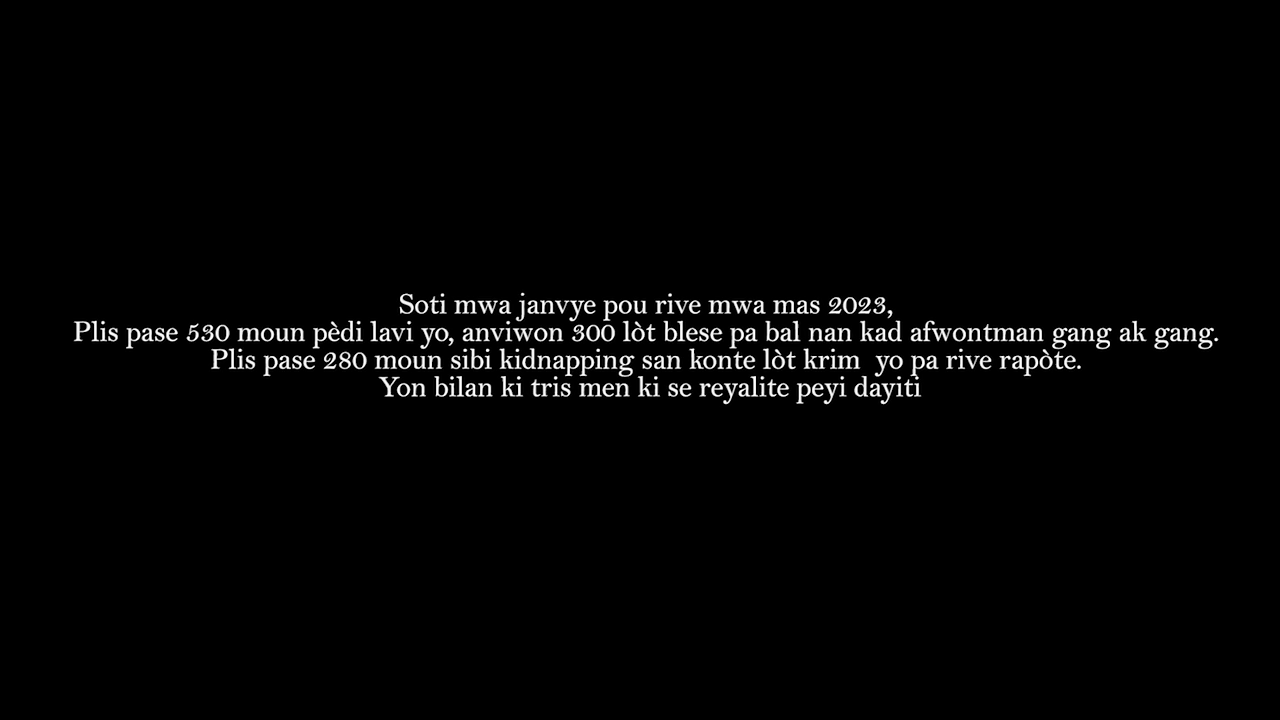 Soti mwa janvye pou rive mwa mas 2023,
Plis pase 530 moun pèdi lavi yo, anviwon 300 lòt blese pa bal nan kad afwontman gang ak gang.
Plis pase 280 moun sibi kidnapping san konte lòt krim  yo pa rive rapòte.
Yon bilan ki tris men ki se reyalite peyi dayiti